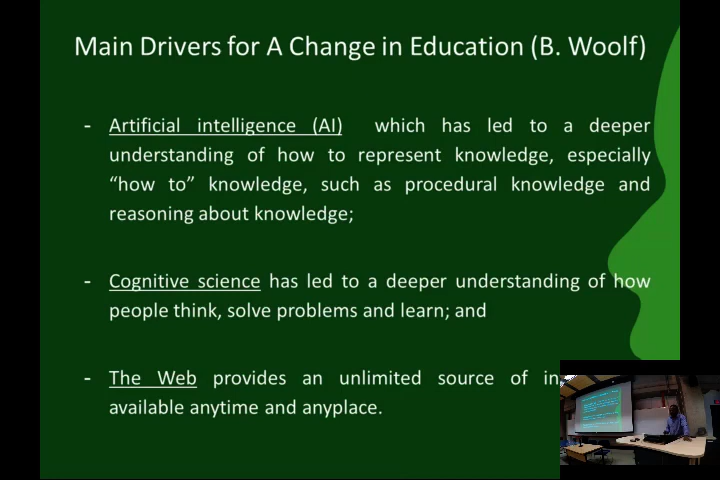 Main Drivers for A Change in Education (B. Woolf)
- Artificial intelligence (AI) which has led to a deeper
understanding of how to represent knowledge, especially
“how to” knowledge, such as procedural knowledge and
reasoning about knowledge;
- Cognitive science has led to a deeper understanding of how
people think, solve problems and learn; and
- The Web provides an unlimited source of
available anytime and anyplace.